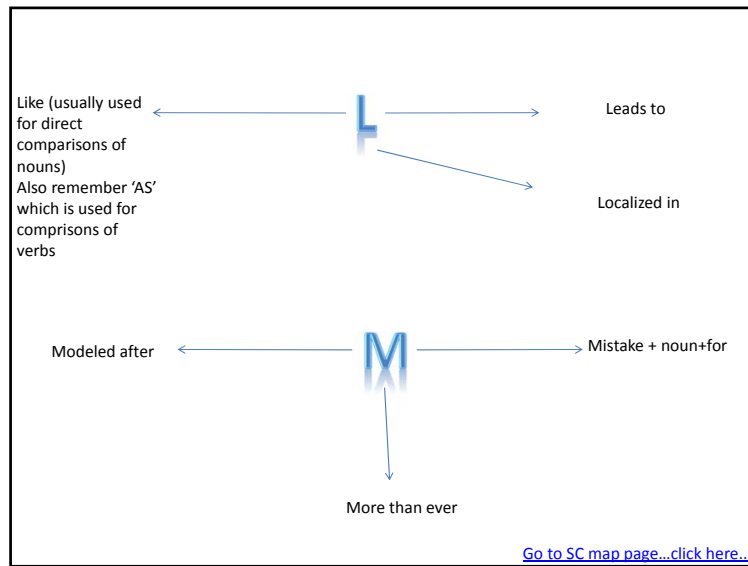 Like (usually used
for direct
comparisons of
nouns)
Also remember ‘AS’
which is used for
comprisons of
verbs
L
Leads to
Localized in
Modeled after
M
Mistake + noun+for
More than ever
Go to SC map page…click here..